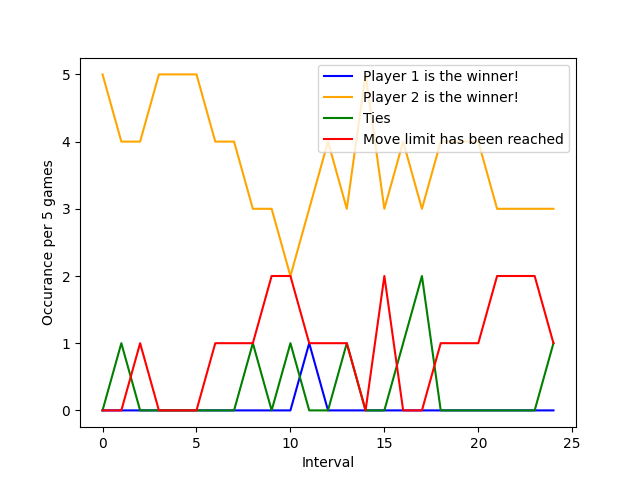 Player 1 is the winner!
Player 2 is the winner!
Ties
Move limit has been reached
Occurance per 5 games
5
4
3
2
1
0
0 5 10 15 20 25
Interval